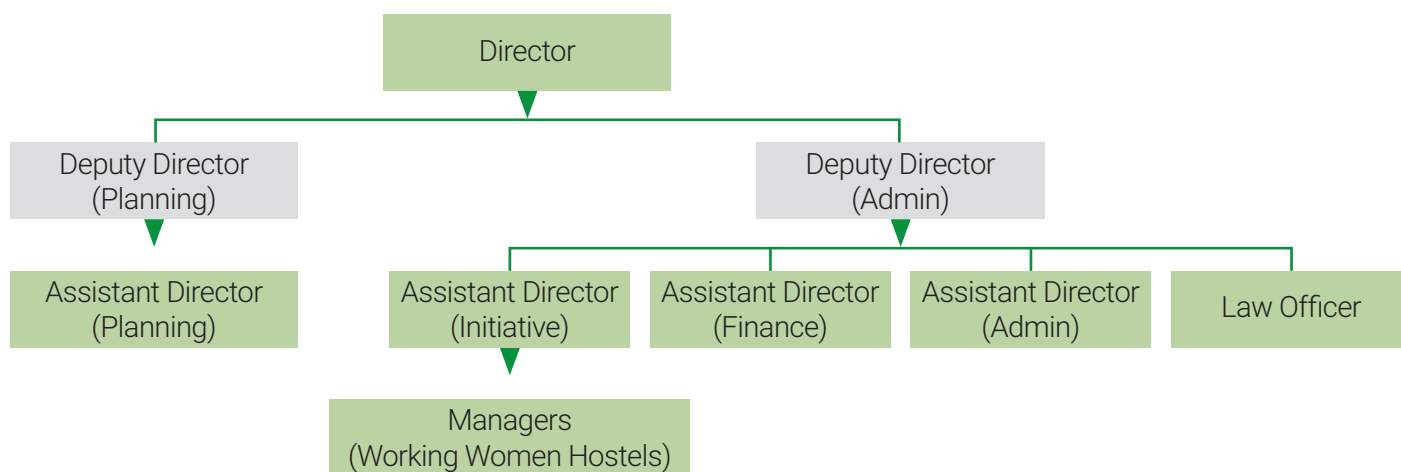 Director
Deputy Director
(Planning)
Deputy Director
(Admin)
Assistant Director
(Planning)
Assistant Director
(Initiative)
Assistant Director
(Finance)
Assistant Director
(Admin)
Law Officer
Managers
(Working Women Hostels)